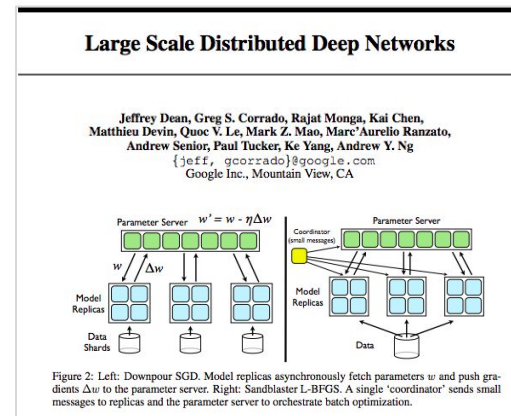 Large Scale Distributed Deep Networks
Jeffrey Dean, Greg S. Corrado, Rajat Monga, Kai Chen,
Matthieu Devin, Quoc V. Le, Mark Z. Mao, Marc'Aurelio Ranzato,
Andrew Senior, Paul Tucker, Ke Yang, Andrew Y. Ng
{jeff, gcorrado}@google.com
Google Inc., Mountain View, CA
Parameter Server w' = w - ηΔw
w
Δw
Model
Replicas
Data
Shards
Coordinator
(small messages)
Parameter Server
Model
Replicas
Data
Figure 2: Left: Downpour SGD. Model replicas asynchronously fetch parameters w and push gra-
dients Δw to the parameter server. Right: Sandblaster L-BFGS. A single 'coordinator' sends small
messages to replicas and the parameter server to orchestrate batch optimization.